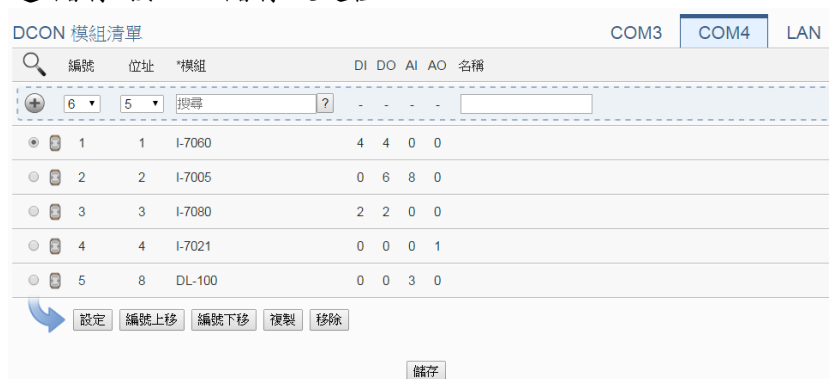 DCON 模組清單 COM3 COM4 LAN
編號 位址 *模組 DI DO AI AO 名稱
6 5 搜尋 ? - - - -
1 1 I-7060 4 4 0 0
2 2 I-7005 0 6 8 0
3 3 I-7080 2 2 0 0
4 4 I-7021 0 0 0 1
5 8 DL-100 0 0 3 0
設定 編號上移 編號下移 複製 移除
儲存